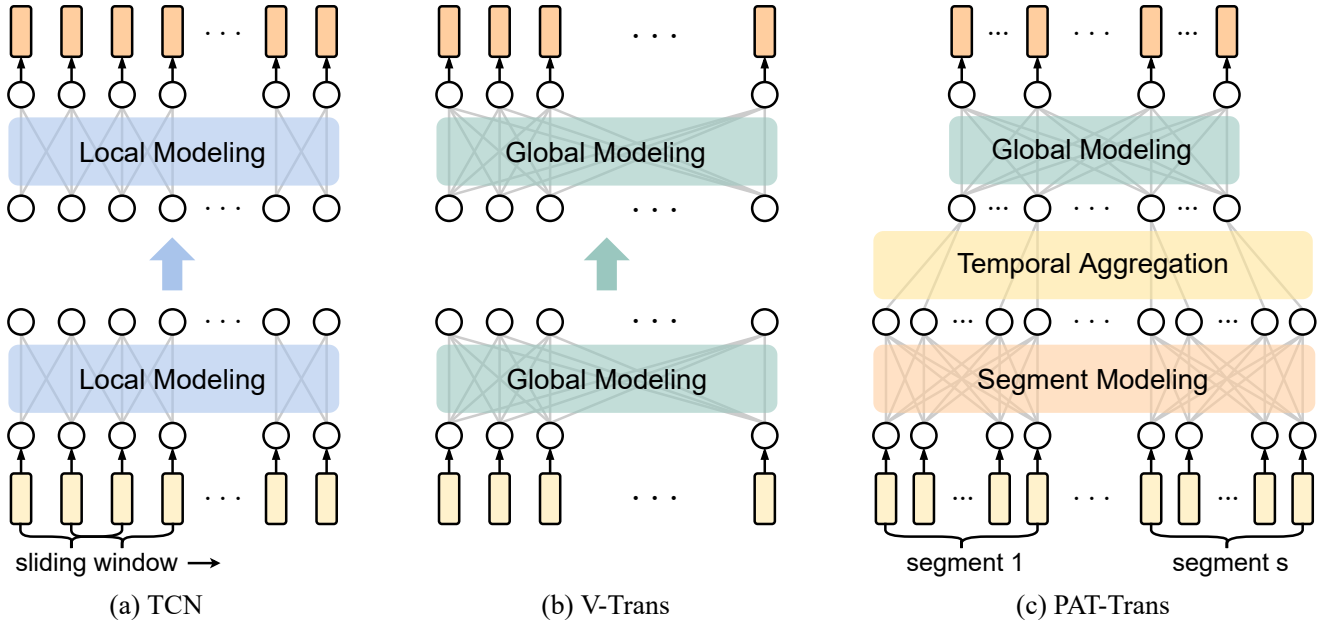 Local Modeling
Global Modeling
Global Modeling
Temporal Aggregation
Local Modeling
Global Modeling
Segment Modeling
sliding window
segment 1
segment s
(a) TCN
(b) V-Trans
(c) PAT-Trans